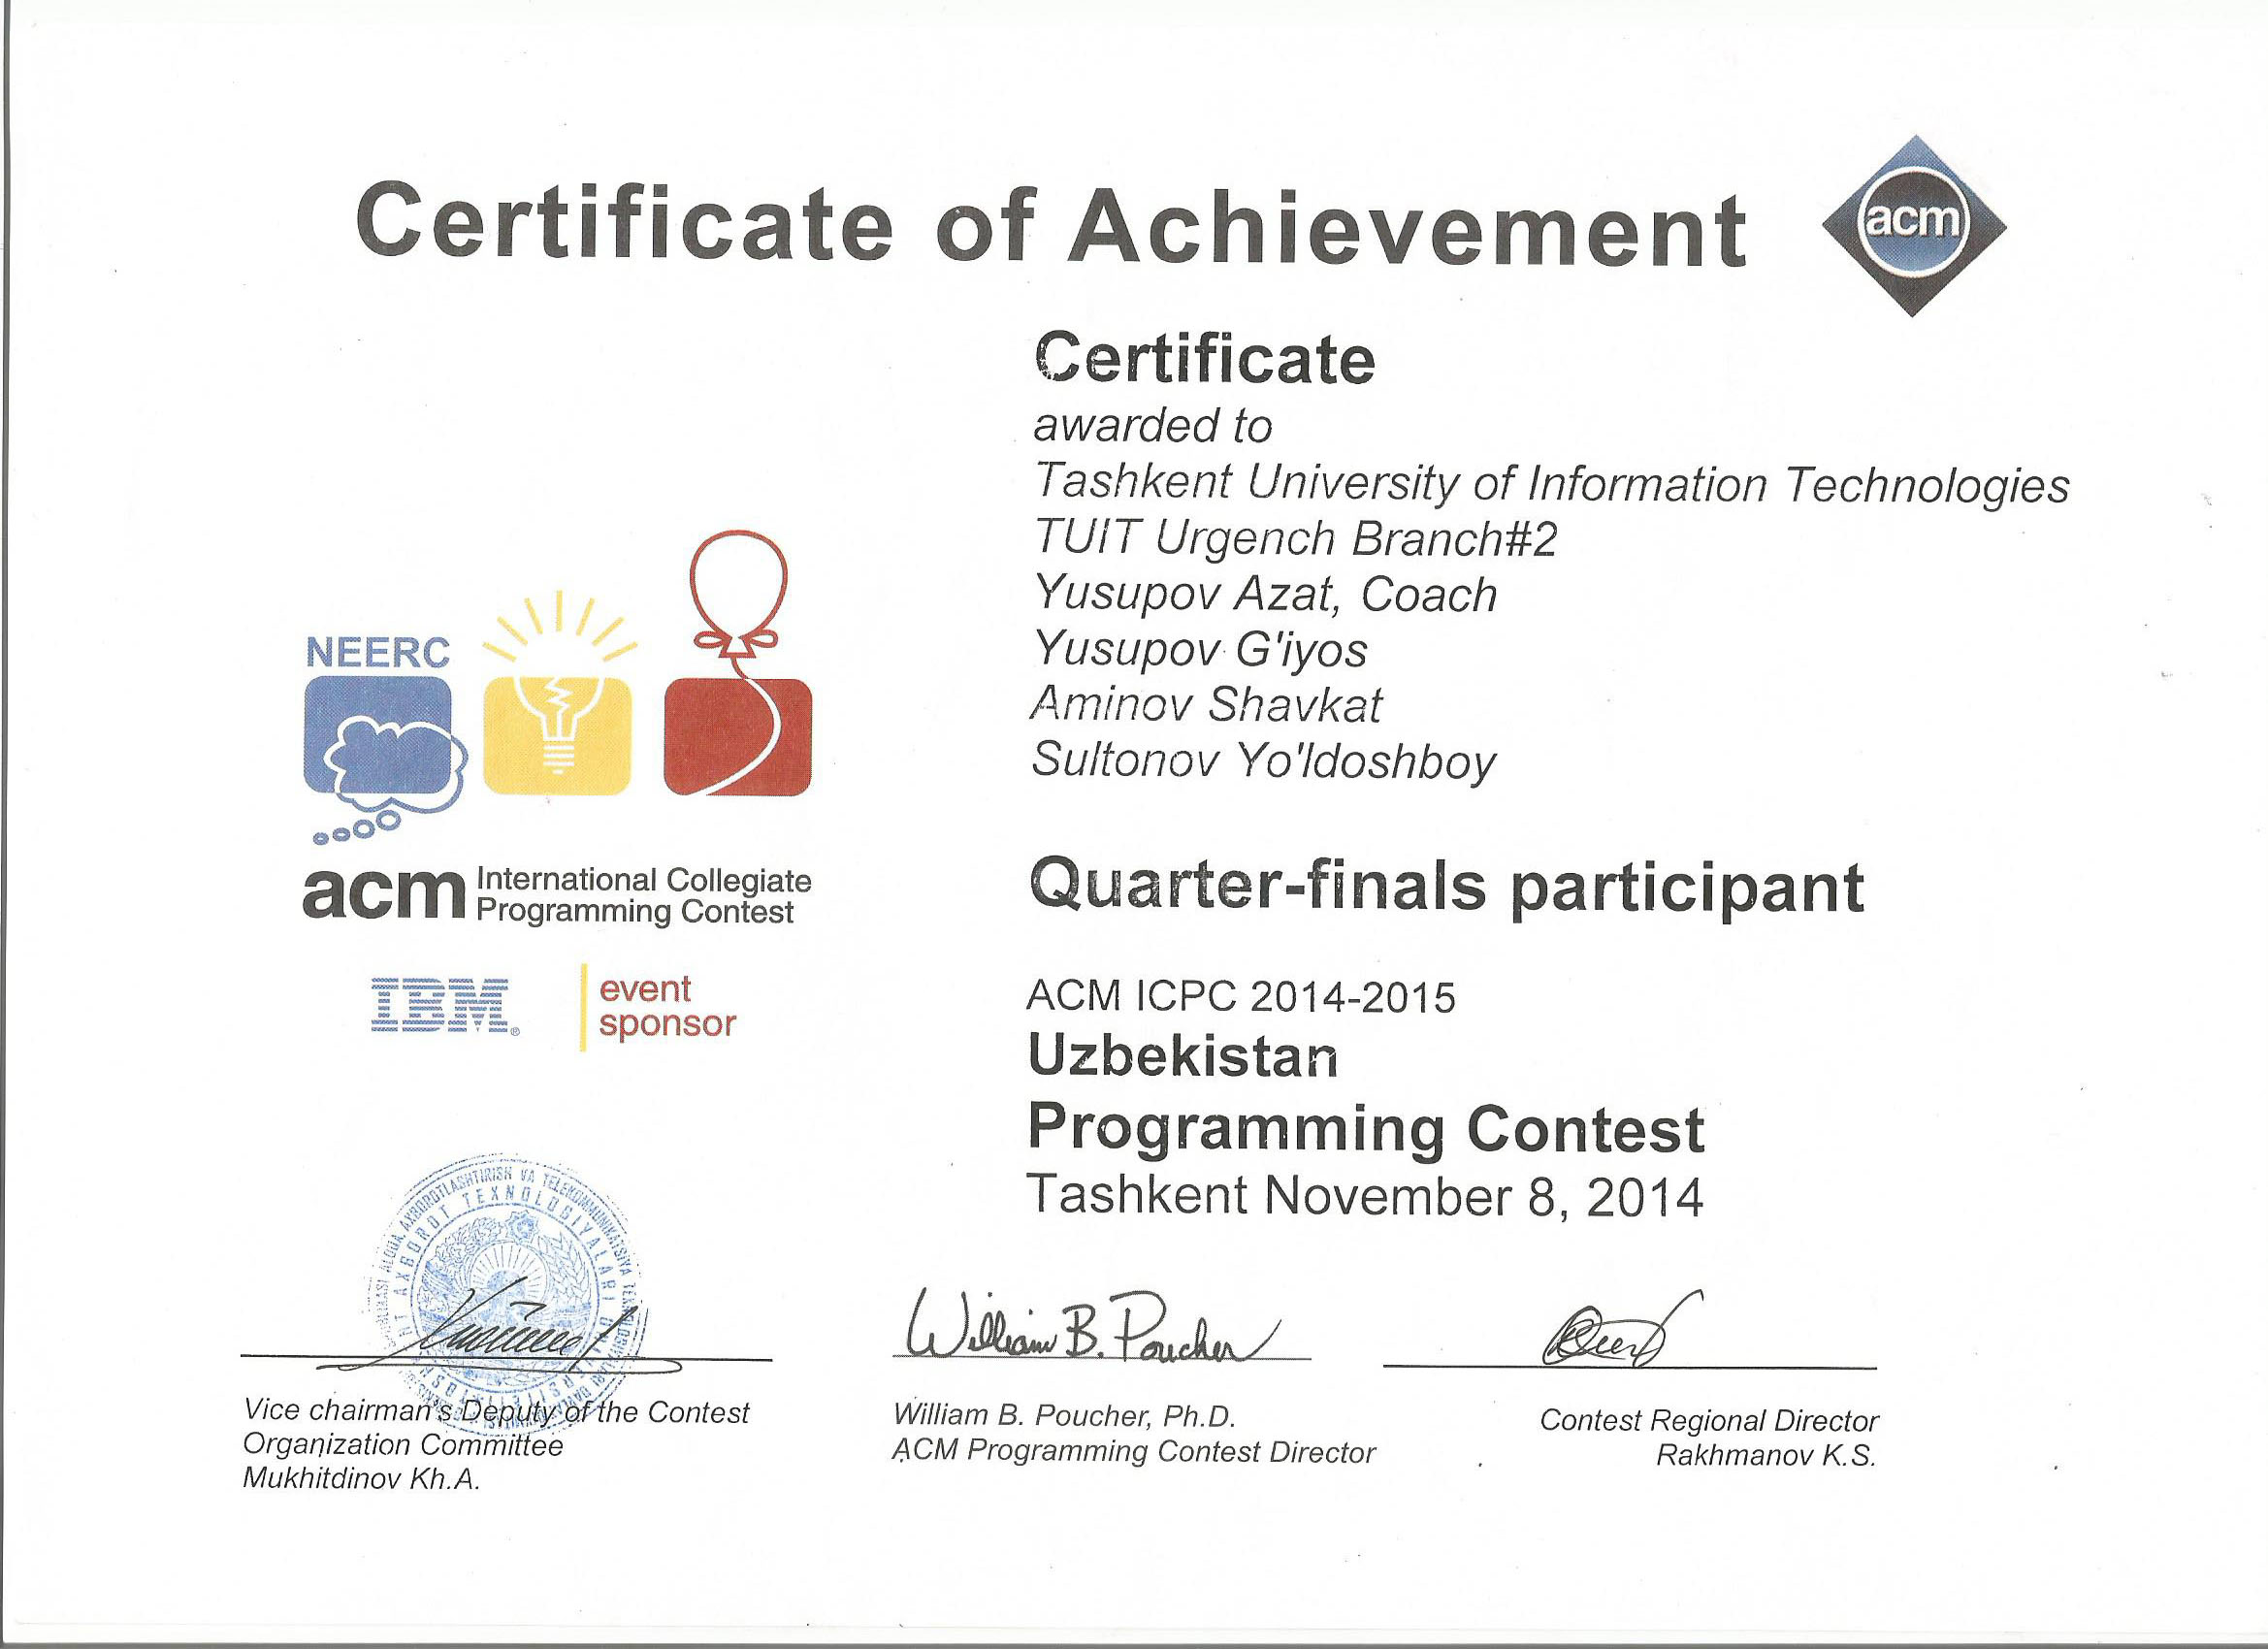 Certificate of Achievement
acm
Certificate
awarded to
Tashkent University of Information Technologies
TUIT Urgench Branch#2
Yusupov Azat, Coach
Yusupov G'iyos
Aminov Shavkat
Sultonov Yo'ldoshboy
NEERC
acm International Collegiate
Programming Contest
IBM®
event
sponsor
Quarter-finals participant
ACM ICPC 2014-2015
Uzbekistan
Programming Contest
Tashkent November 8, 2014
AXBOROTLASHTIRISH VA TELEKOMMUNIKATSIYA
AXBOROT TEXNOLOGIYALARI
William B. Poucher
Vice chairman's Deputy of the Contest
Organization Committee
Mukhitdinov Kh.A.
William B. Poucher, Ph.D.
ACM Programming Contest Director
Contest Regional Director
Rakhmanov K.S.